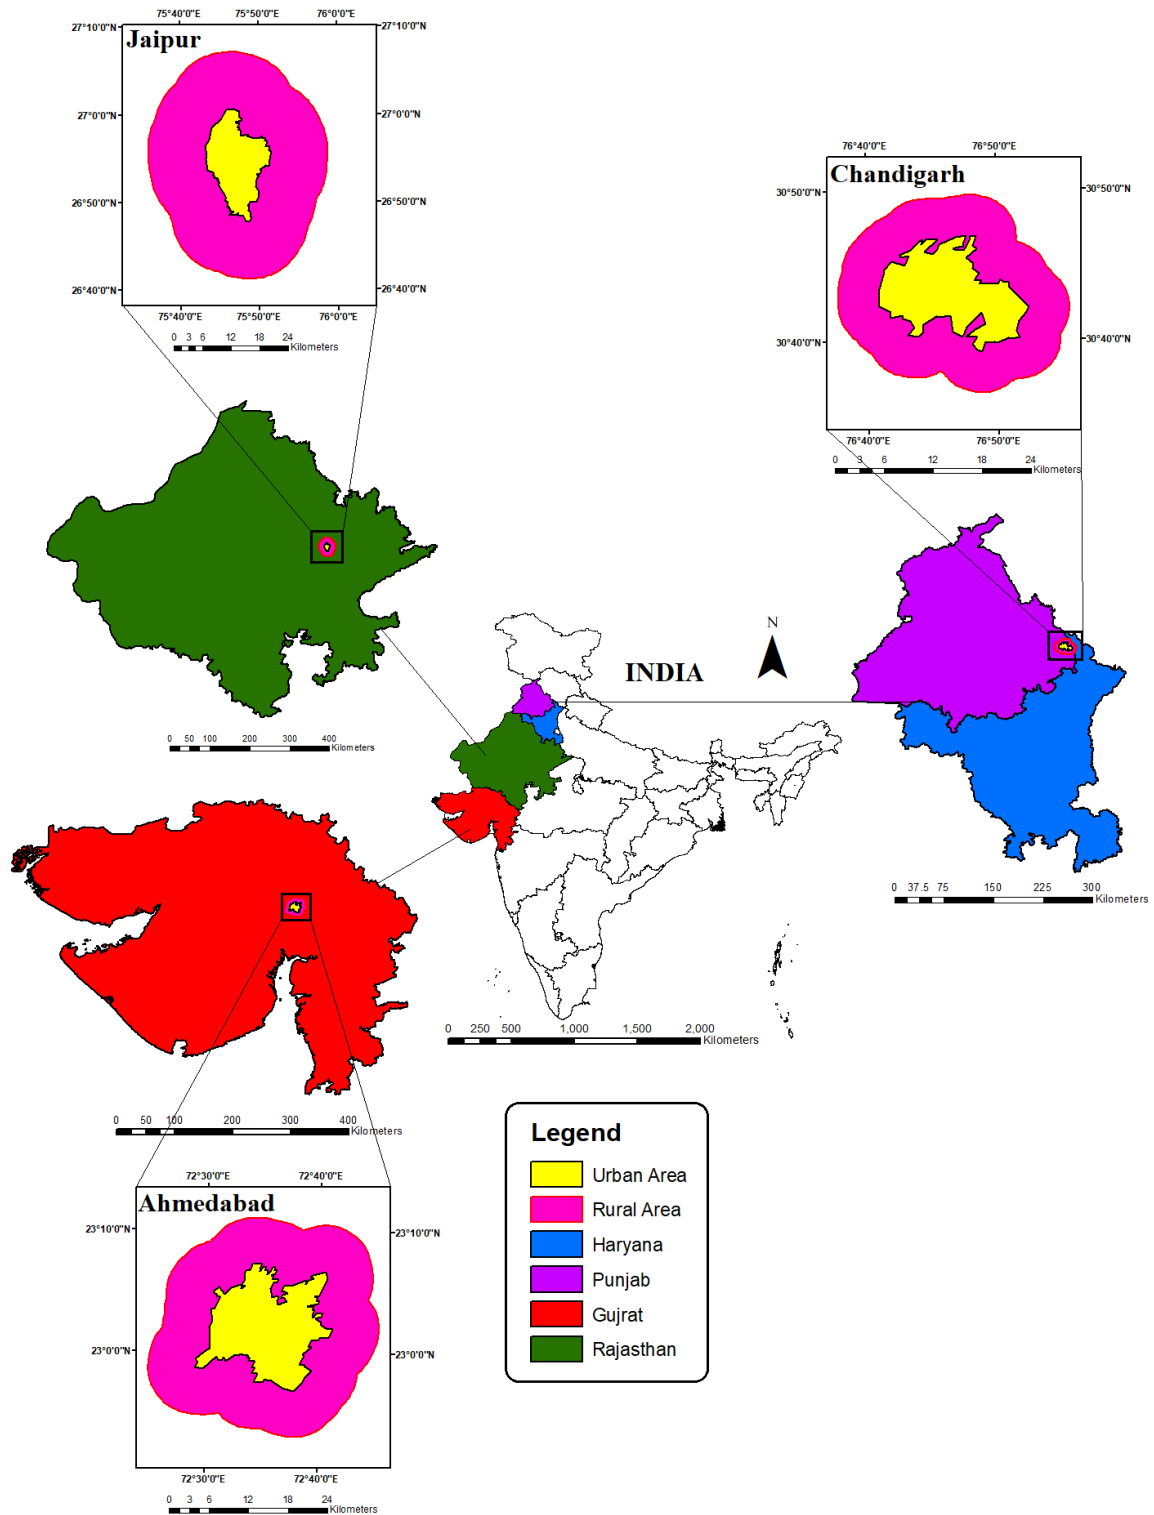 75°40'0"E 75°50'0"E 76°0'0"E
27°10'0"N 27°10'0"N
Jaipur
27°0'0"N 27°0'0"N
26°50'0"N 26°50'0"N
26°40'0"N 26°40'0"N
75°40'0"E 75°50'0"E 76°0'0"E
0 3 6 12 18 24
Kilometers
76°40'0"E 76°50'0"E
Chandigarh
30°50'0"N 30°50'0"N
30°40'0"N 30°40'0"N
76°40'0"E 76°50'0"E
0 3 6 12 18 24
Kilometers
0 50 100 200 300 400
Kilometers
N
INDIA
0 37.5 75 150 225 300
Kilometers
0 250 500 1,000 1,500 2,000
Kilometers
0 50 100 200 300 400
Kilometers
72°30'0"E 72°40'0"E
Ahmedabad
23°10'0"N 23°10'0"N
23°0'0"N 23°0'0"N
72°30'0"E 72°40'0"E
0 3 6 12 18 24
Kilometers
Legend
Urban Area
Rural Area
Haryana
Punjab
Gujrat
Rajasthan